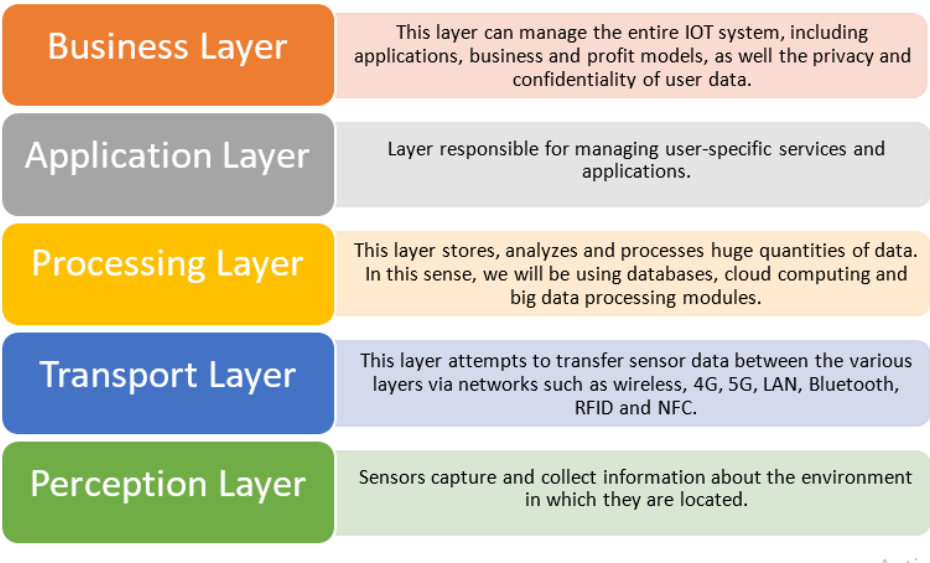 Business Layer
This layer can manage the entire IOT system, including
applications, business and profit models, as well the privacy and
confidentiality of user data.
Application Layer
Layer responsible for managing user-specific services and
applications.
Processing Layer
This layer stores, analyzes and processes huge quantities of data.
In this sense, we will be using databases, cloud computing and
big data processing modules.
Transport Layer
This layer attempts to transfer sensor data between the various
layers via networks such as wireless, 4G, 5G, LAN, Bluetooth,
RFID and NFC.
Perception Layer
Sensors capture and collect information about the environment
in which they are located.